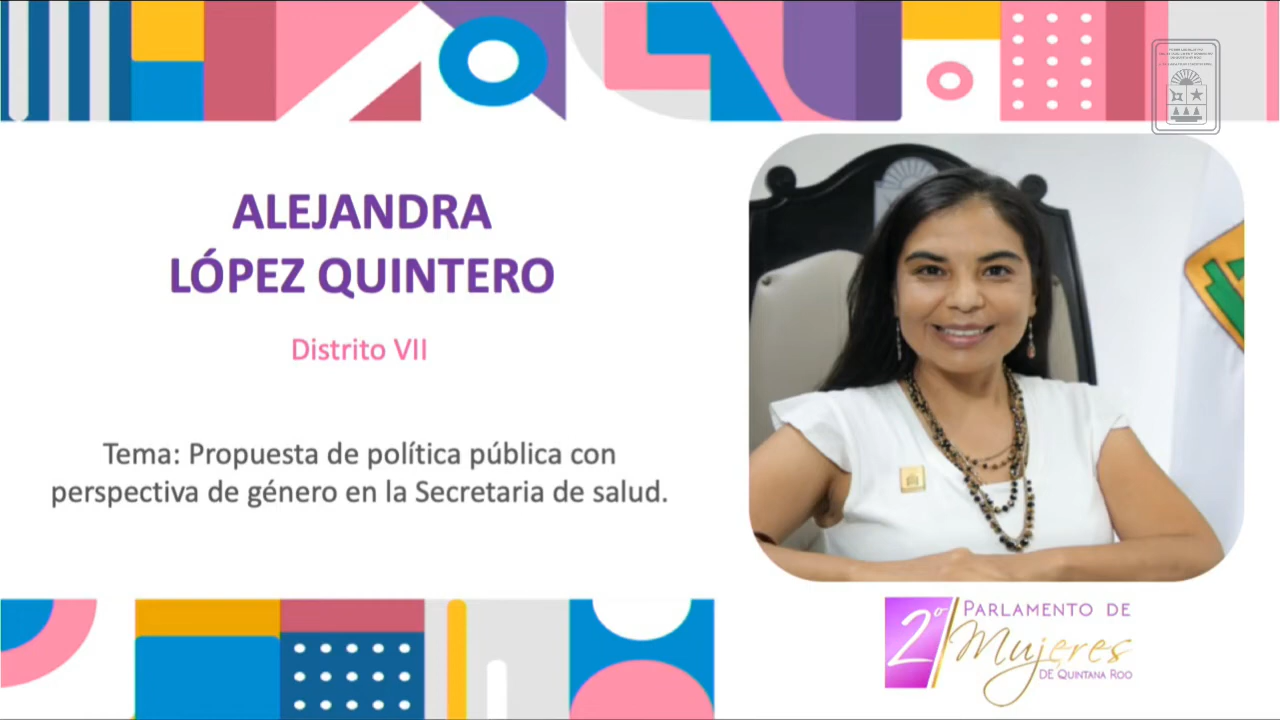 ALEJANDRA
LÓPEZ QUINTERO
Distrito VII
Tema: Propuesta de política pública con
perspectiva de género en la Secretaria de salud.
2º
PARLAMENTO DE
Mujeres
DE QUINTANA ROO